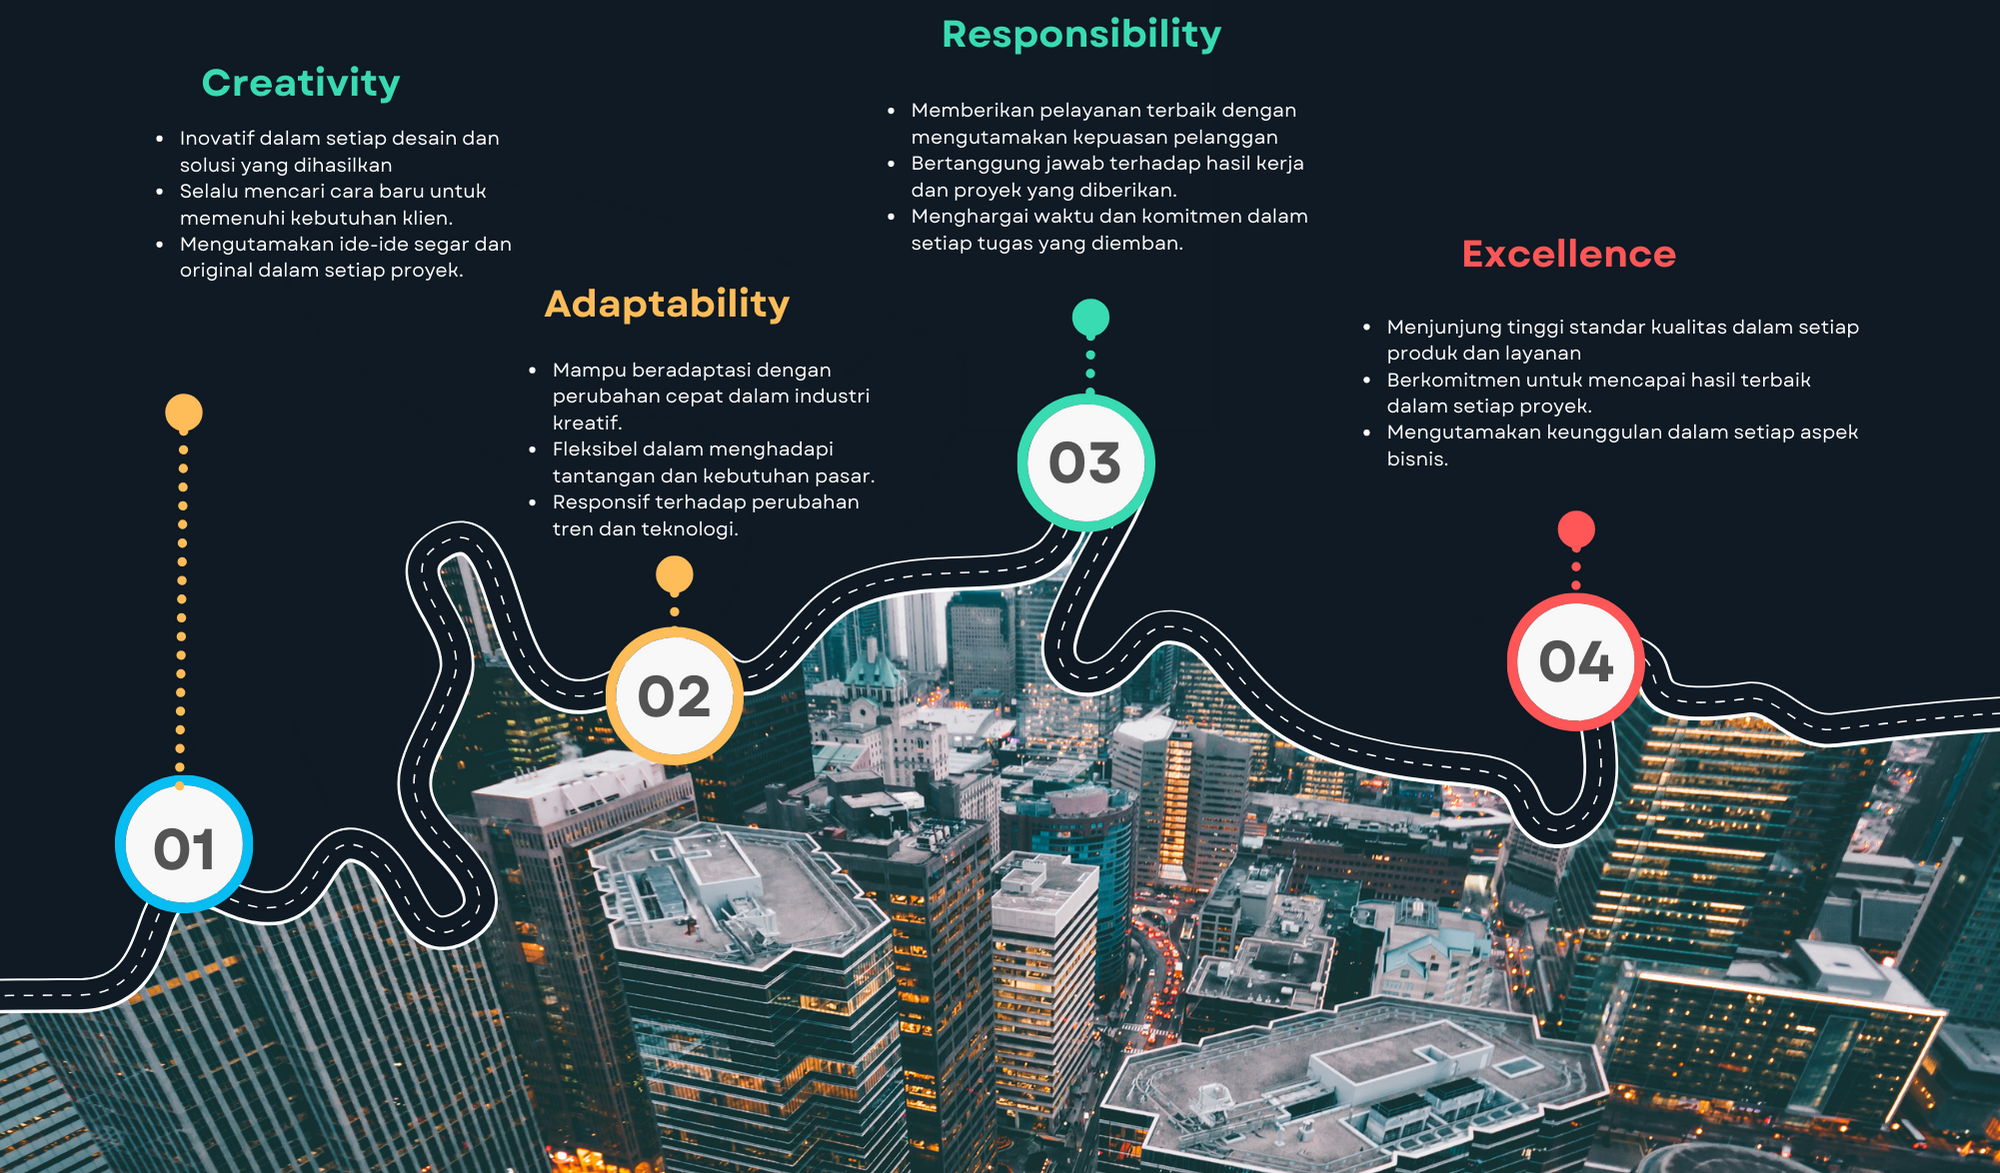 Creativity
Inovatif dalam setiap desain dan
solusi yang dihasilkan
Selalu mencari cara baru untuk
memenuhi kebutuhan klien.
Mengutamakan ide-ide segar dan
original dalam setiap proyek.
01
Adaptability
Mampu beradaptasi dengan
perubahan cepat dalam industri
kreatif.
Fleksibel dalam menghadapi
tantangan dan kebutuhan pasar.
Responsif terhadap perubahan
tren dan teknologi.
02
Responsibility
Memberikan pelayanan terbaik dengan
mengutamakan kepuasan pelanggan
Bertanggung jawab terhadap hasil kerja
dan proyek yang diberikan.
Menghargai waktu dan komitmen dalam
setiap tugas yang diemban.
03
Excellence
Menjunjung tinggi standar kualitas dalam setiap
produk dan layanan
Berkomitmen untuk mencapai hasil terbaik
dalam setiap proyek.
Mengutamakan keunggulan dalam setiap aspek
bisnis.
04